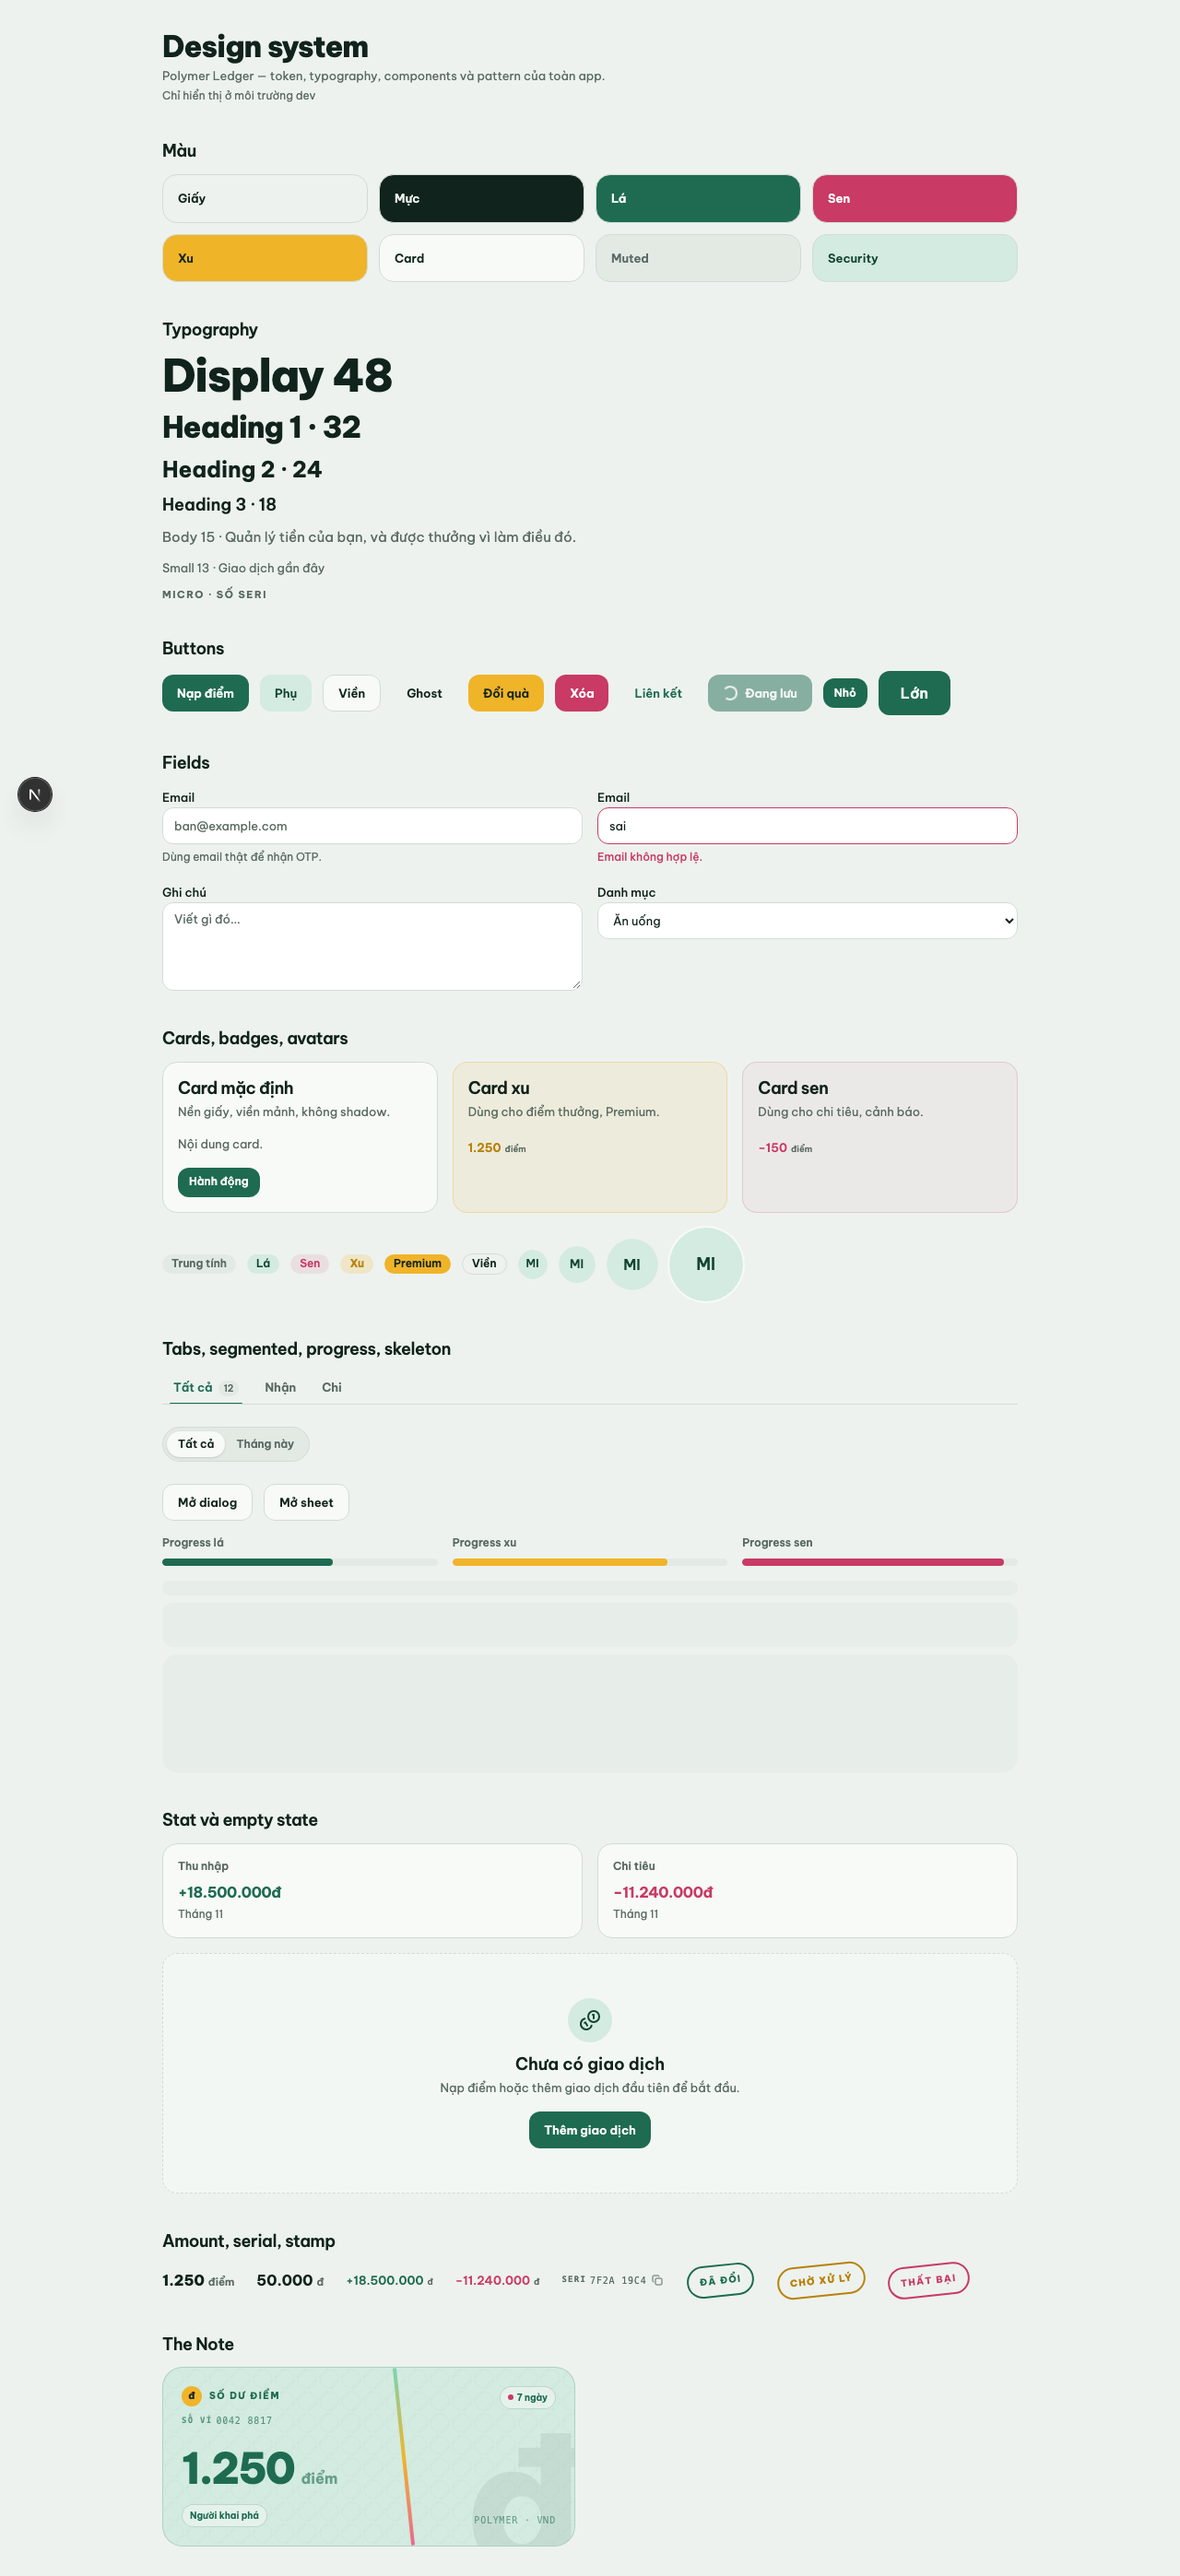 Design system
Polymer Ledger — token, typography, components và pattern của toàn app.
Chỉ hiển thị ở môi trường dev
Màu
Giấy
Mực
Lá
Sen
Xu
Card
Muted
Security
Typography
Display 48
Heading 1 · 32
Heading 2 · 24
Heading 3 · 18
Body 15 · Quản lý tiền của bạn, và được thưởng vì làm điều đó.
Small 13 · Giao dịch gần đây
MICRO · SỐ SERI
Buttons
Nạp điểm
Phụ
Viền
Ghost
Đổi quà
Xóa
Liên kết
Đang lưu
Nhỏ
Lớn
Fields
Email
ban@example.com
Dùng email thật để nhận OTP.
Email
sai
Email không hợp lệ.
Ghi chú
Viết gì đó...
Danh mục
Ăn uống
Cards, badges, avatars
Card mặc định
Nền giấy, viền mảnh, không shadow.
Nội dung card.
Hành động
Card xu
Dùng cho điểm thưởng, Premium.
1.250 điểm
Card sen
Dùng cho chi tiêu, cảnh báo.
-150 điểm
Trung tính
Lá
Sen
Xu
Premium
Viền
MI
MI
MI
MI
Tabs, segmented, progress, skeleton
Tất cả 12
Nhận
Chi
Tất cả
Tháng này
Mở dialog
Mở sheet
Progress lá
Progress xu
Progress sen
Stat và empty state
Thu nhập
+18.500.000đ
Tháng 11
Chi tiêu
-11.240.000đ
Tháng 11
Chưa có giao dịch
Nạp điểm hoặc thêm giao dịch đầu tiên để bắt đầu.
Thêm giao dịch
Amount, serial, stamp
1.250 điểm
50.000 đ
+18.500.000 đ
-11.240.000 đ
SERI 7F2A 19C4
ĐÃ ĐỔI
CHỜ XỬ LÝ
THẤT BẠI
The Note
đ SỐ DƯ ĐIỂM
7 ngày
SỐ VÍ 0042 8817
1.250 điểm
đ
Người khai phá
POLYMER · VND